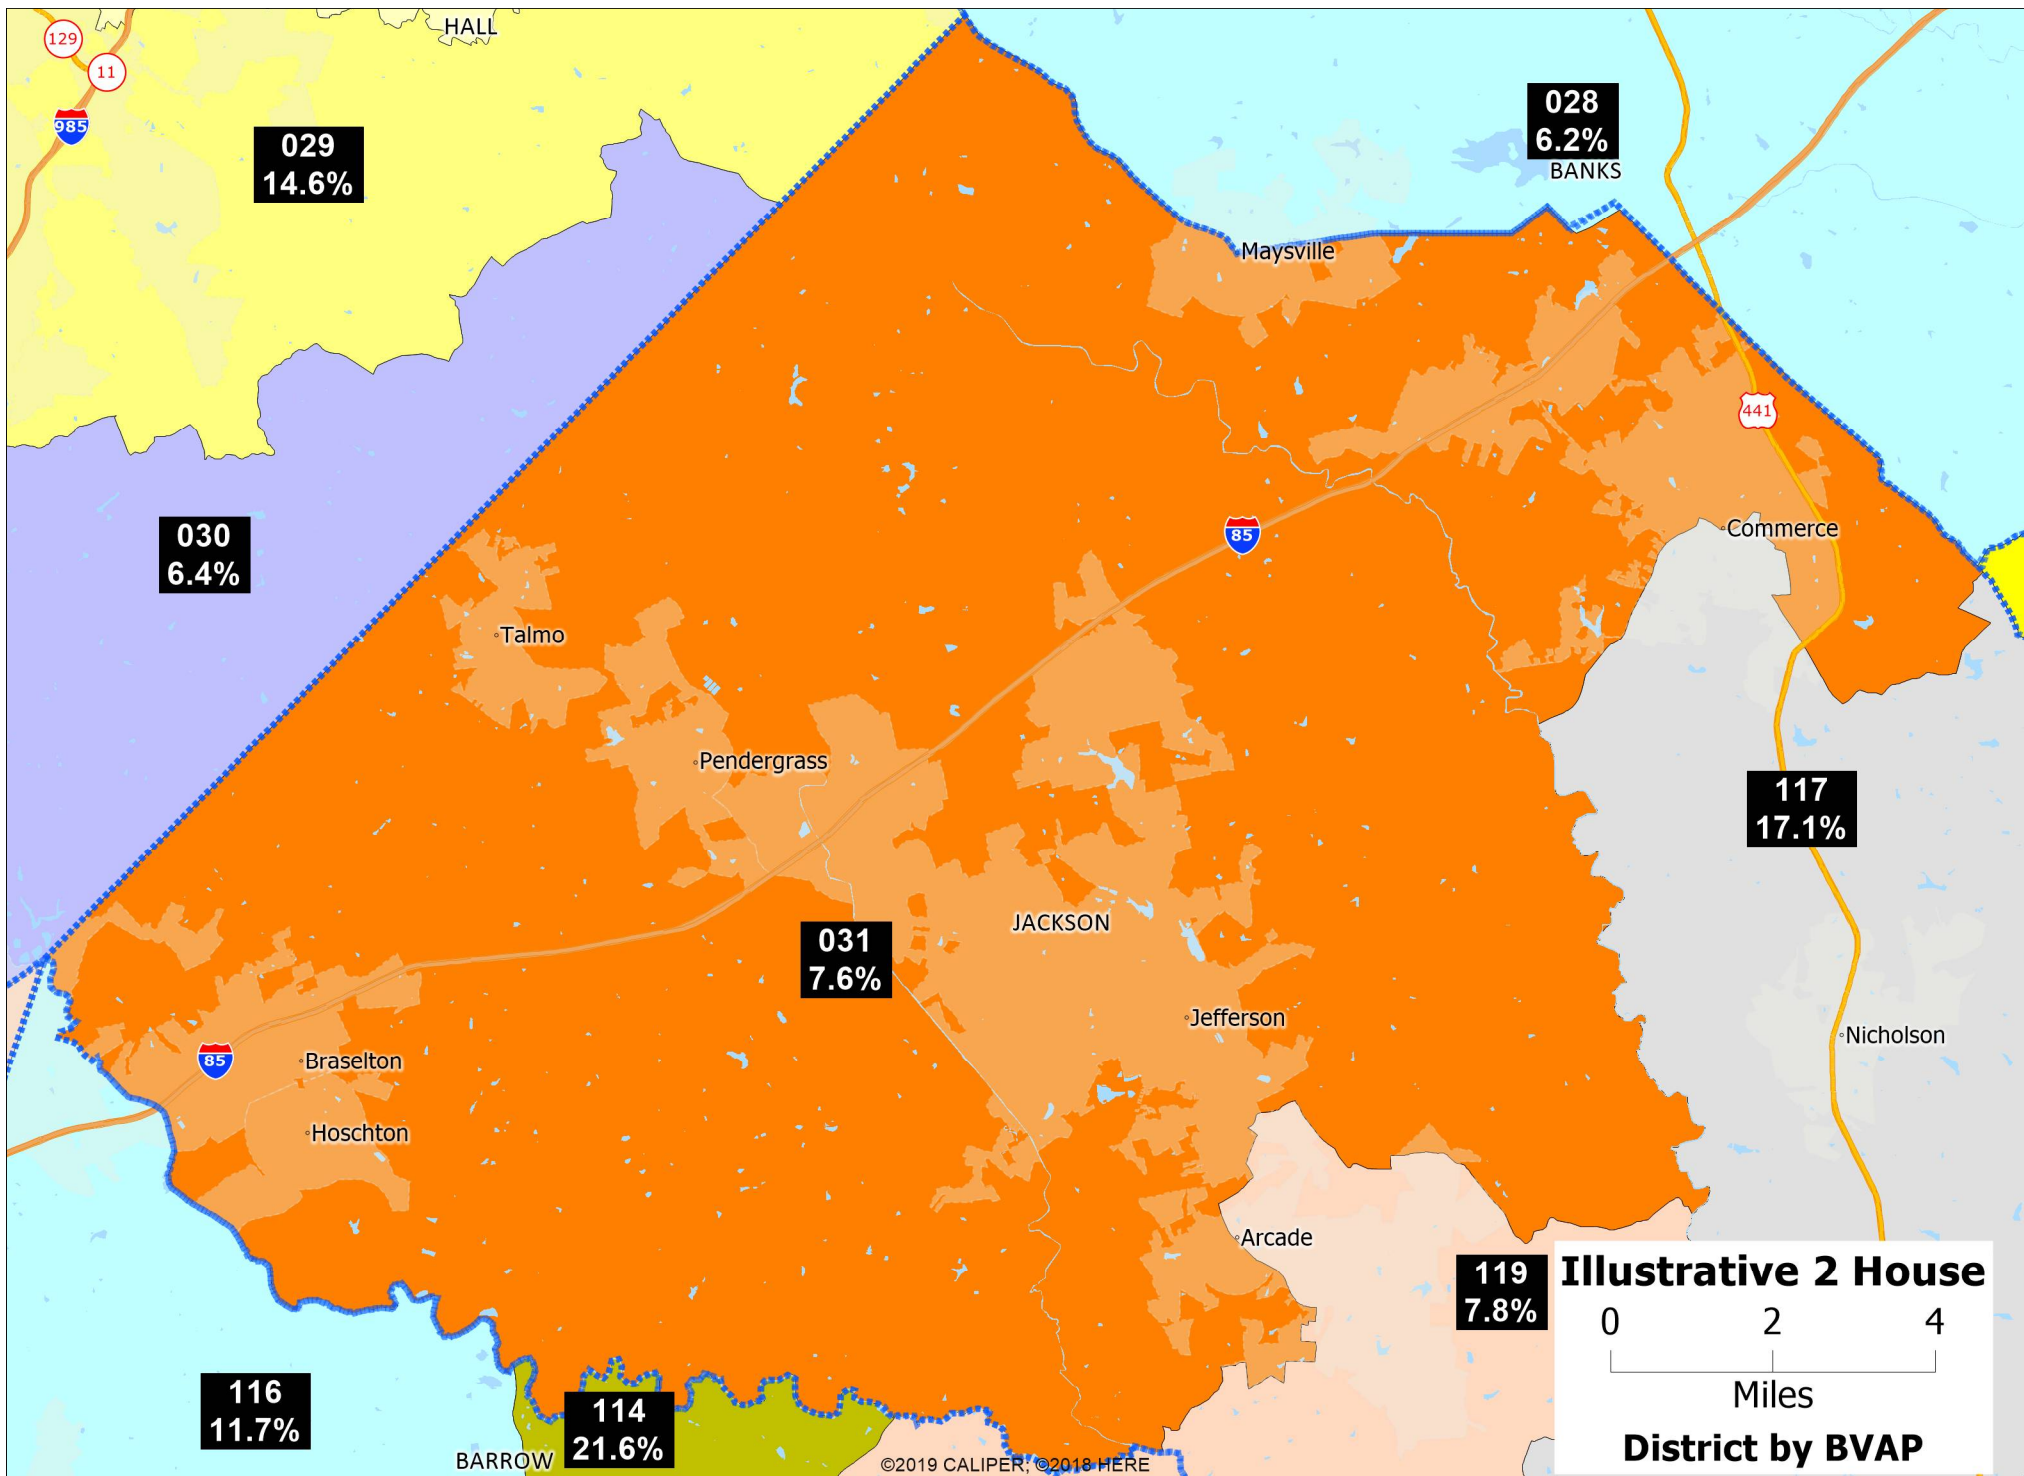 HALL
129
11
985
029
14.6%
028
6.2%
BANKS
Maysville
441
030
6.4%
85
Commerce
Talmo
Pendergrass
117
17.1%
JACKSON
031
7.6%
Jefferson
Nicholson
85
Braselton
Hoschton
Arcade
119
7.8%
Illustrative 2 House
0 2 4
Miles
District by BVAP
116
11.7%
114
21.6%
BARROW
©2019 CALIPER; ©2018 HERE